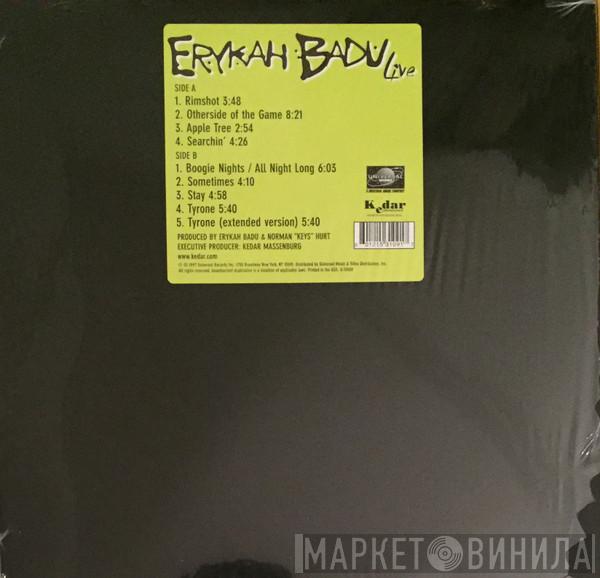 ERYKAH BADU Live
SIDE A
1. Rimshot 3:48
2. Otherside of the Game 8:21
3. Apple Tree 2:54
4. Searchin' 4:26
SIDE B
1. Boogie Nights / All Night Long 6:03
2. Sometimes 4:10
3. Stay 4:58
4. Tyrone 5:40
5. Tyrone (extended version) 5:40
PRODUCED BY ERYKAH BADU & NORMAN "KEYS" HURT
EXECUTIVE PRODUCER: KEDAR MASSENBURG
www.kedar.com
UNIVERSAL
Kedar
МАРКЕТ ВИНИЛА